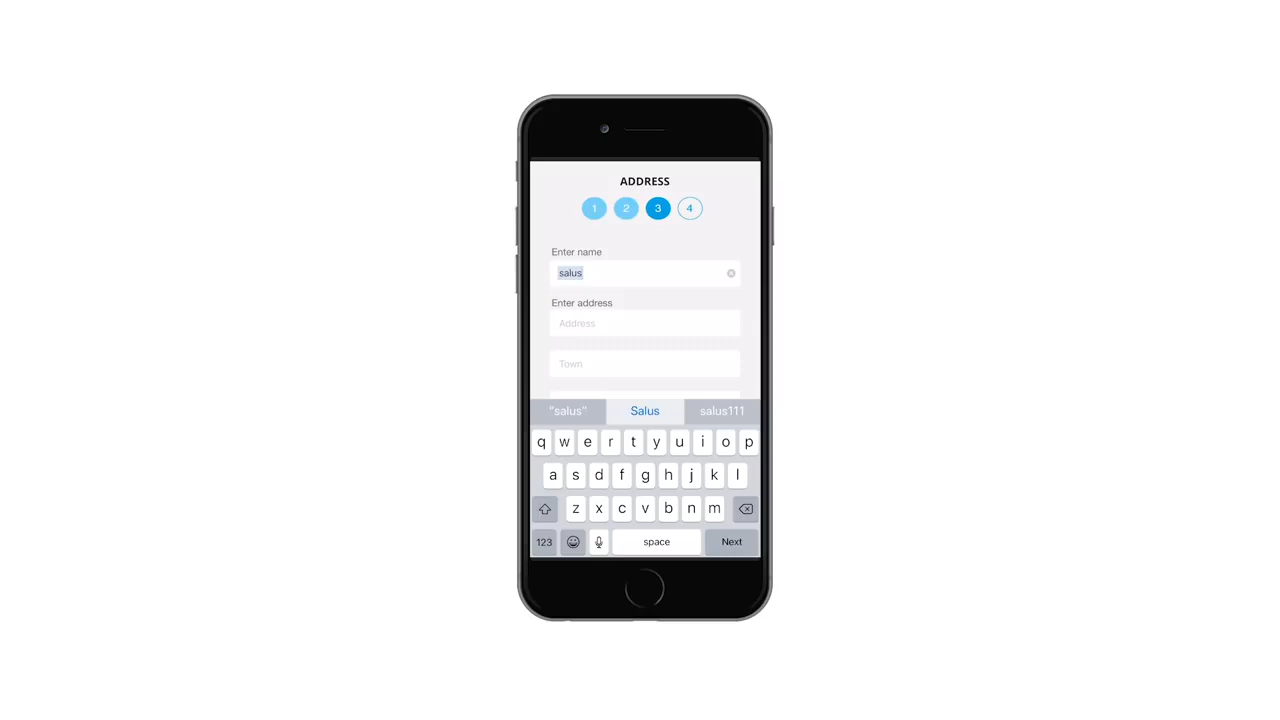 ADDRESS
1 2 3 4
Enter name
salus
Enter address
Address
Town
"salus" Salus salus111
q w e r t y u i o p
a s d f g h j k l
z x c v b n m
123 space Next